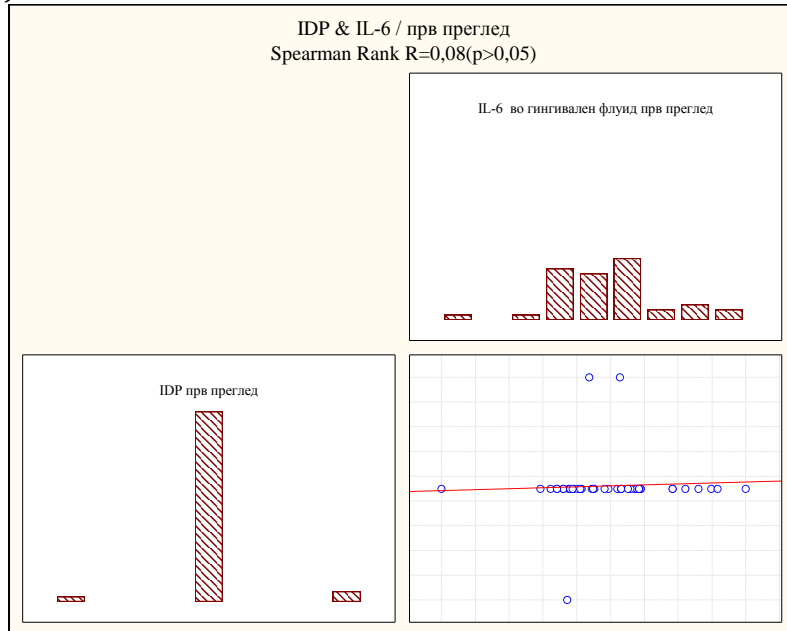 IDP & IL-6 / прв преглед
Spearman Rank R=0,08(p>0,05)
IL-6 во гингивален флуид прв преглед
IDP прв преглед